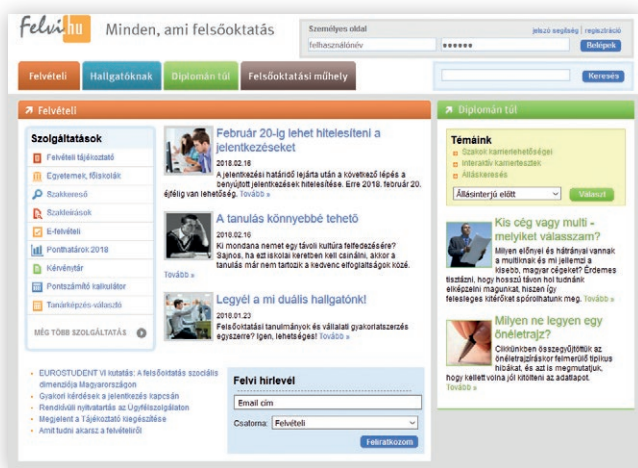 Felvi.hu
Minden, ami felsőoktatás
Személyes oldal
jelszó segítség | regisztráció
felhasználónév
••••••
Belépek
Felvételi
Hallgatóknak
Diplomán túl
Felsőoktatási műhely
Keresés
Felvételi
Szolgáltatások
Felvételi tájékoztató
Egyetemek, főiskolák
Szakkereső
Szakleírások
E-felvételi
Ponthatárok 2018
Kérvénytár
Pontszámító kalkulátor
Tanárképzés-választó
MÉG TÖBB SZOLGÁLTATÁS
Február 20-ig lehet hitelesíteni a
jelentkezéseket
2018.02.16
A jelentkezési határidő lejárta után a következő lépés a
benyújtott jelentkezések hitelesítése. Erre 2018. február 20.
éjfélig van lehetőség. Tovább »
A tanulás könnyebbé tehető
2018.02.16
Ki mondana nemet egy távoli kultúra felfedezésére?
Sajnos, ha ezt iskolai keretben kell csinálni, akkor a
tanulás már nem tartozik a kedvenc elfoglaltságok közé.
Tovább »
Legyél a mi duális hallgatónk!
2018.01.23
Felsőoktatási tanulmányok és vállalati gyakorlatszerzés
egyszerre? Igen, lehetséges! Tovább »
EUROSTUDENT VI kutatás: A felsőoktatás szociális
dimenziója Magyarországon
Gyakori kérdések a jelentkezés kapcsán
Rendkívüli nyitvatartás az Ügyfélszolgálaton
Megjelent a Tájékoztató kiegészítése
Amit tudni akarsz a felvételiről
Felvi hírlevél
Email cím
Csatorna: Felvételi
Feliratkozom
Diplomán túl
Témáink
Szakok karrierlehetőségei
Interaktív karriertesztek
Álláskeresés
Állásinterjú előtt
Választ
Kis cég vagy multi -
melyiket válasszam?
Milyen előnyei és hátrányai vannak
a multiknak és mi jellemzi a
kisebb, magyar cégeket? Érdemes
tisztázni, hogy hosszú távon hol tudnánk
elképzelni magunkat, hiszen így
felesleges kitérőket spórolhatunk meg. Tovább »
Milyen ne legyen egy
önéletrajz?
Cikkünkben összegyűjtöttük az
önéletrajzíráskor felmerülő tipikus
hibákat, és azt is megmutatjuk,
hogy kellett volna jól kitölteni az adatlapot.
Tovább »